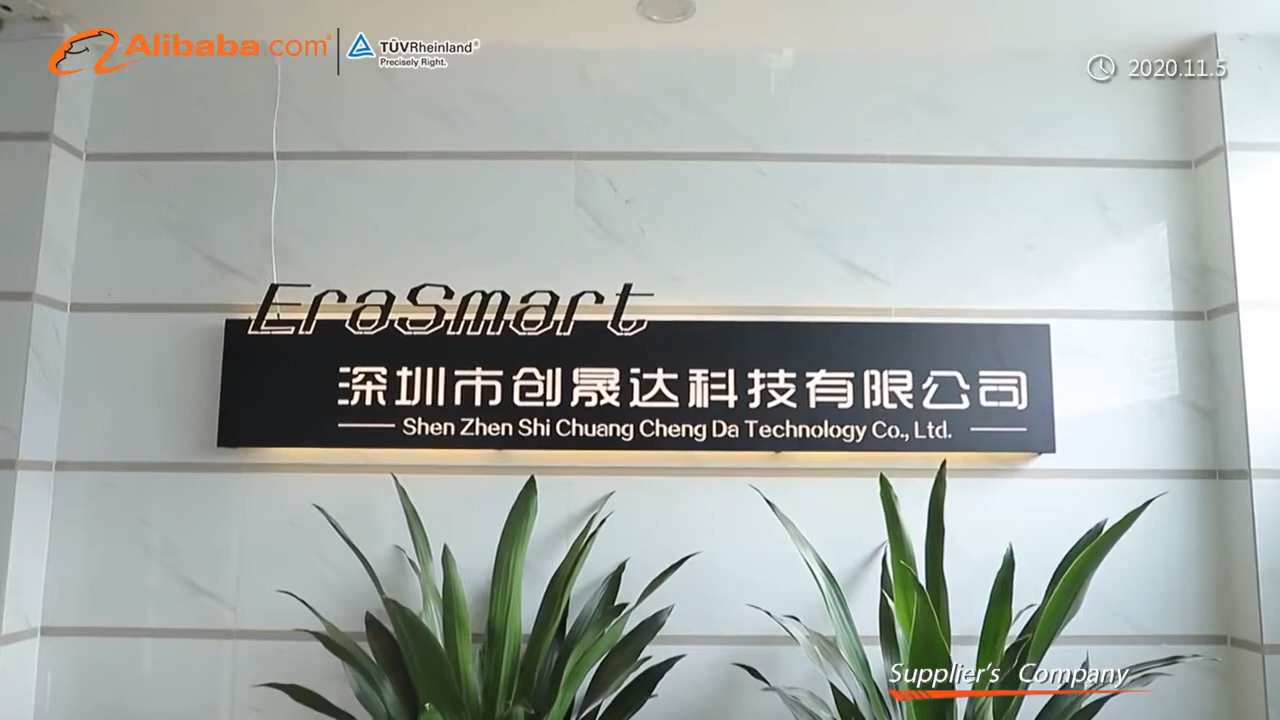 Alibaba.com
TÜVRheinland®
Precisely Right.
2020.11.5
EraSmart
深圳市创晟达科技有限公司
Shen Zhen Shi Chuang Cheng Da Technology Co., Ltd.
Supplier's Company